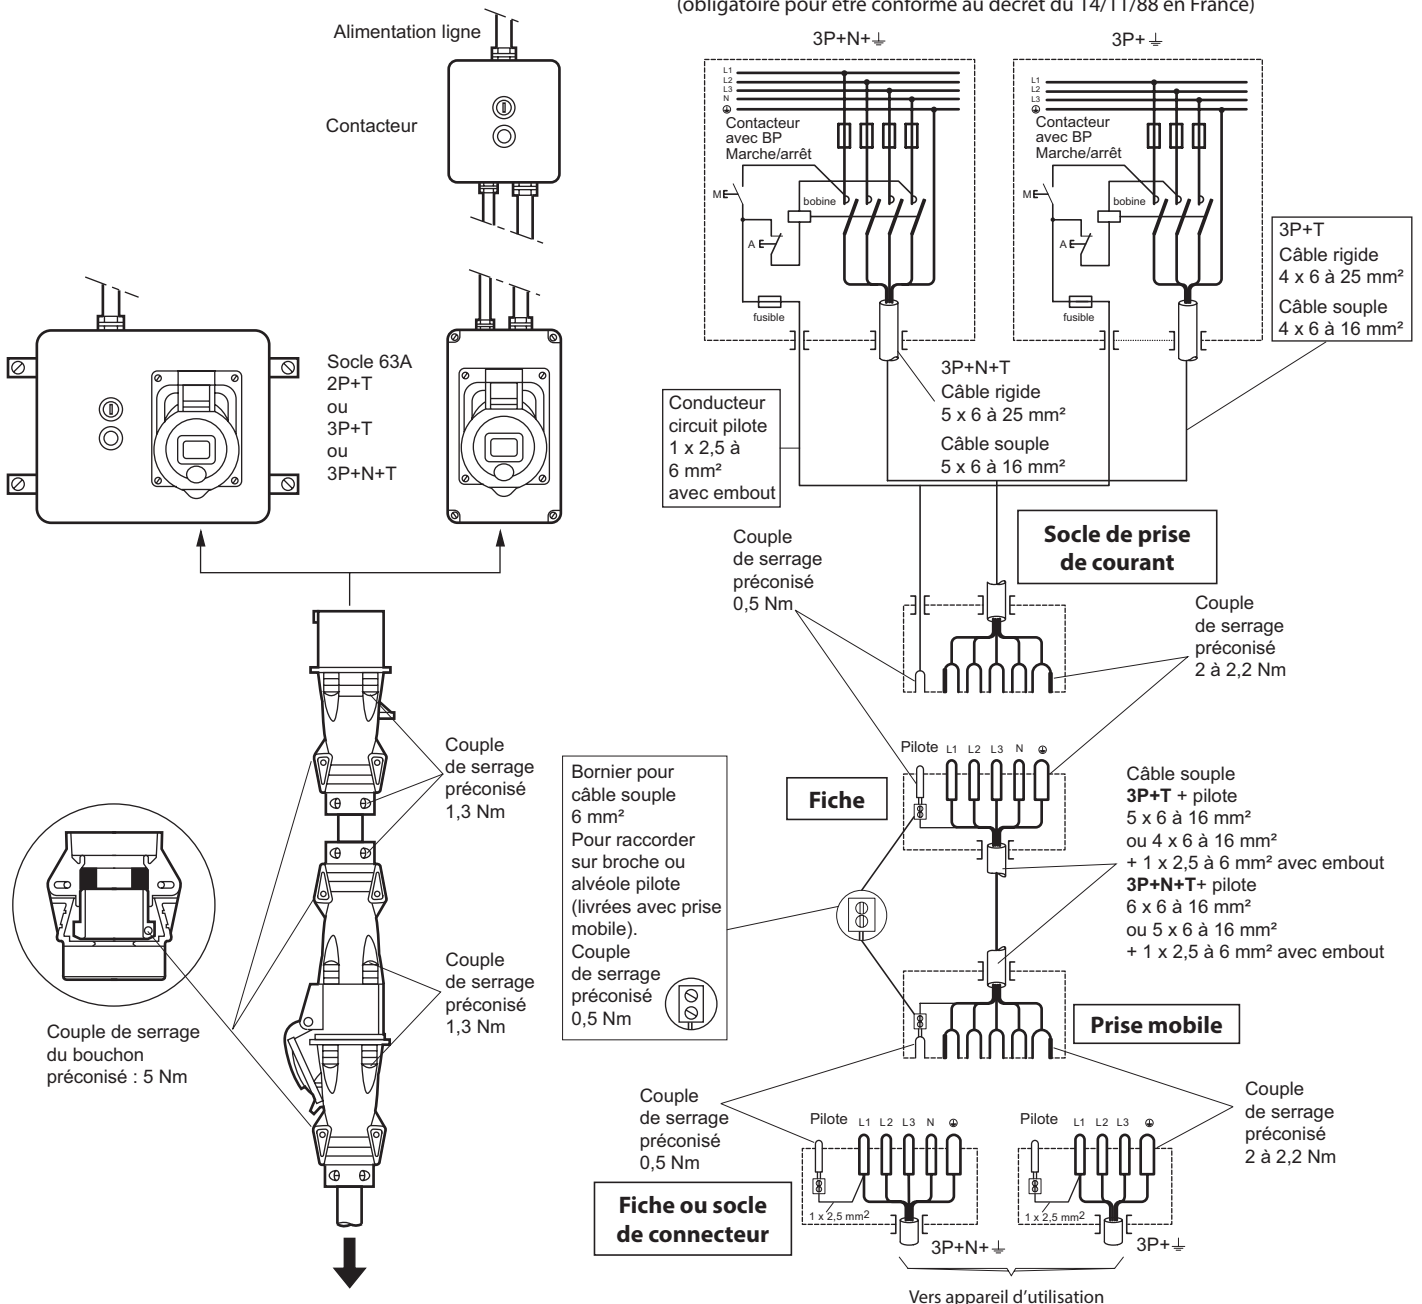 (obligatoire pour être conforme au décret du 14/11/88 en France)
Alimentation ligne
Contacteur
Socle 63A
2P+T
ou
3P+T
ou
3P+N+T
3P+N+⏚
L1
L2
L3
N
Contacteur
avec BP
Marche/arrêt
M
bobine
A
fusible
3P+⏚
L1
L2
L3
N
Contacteur
avec BP
Marche/arrêt
M
bobine
A
fusible
3P+T
Câble rigide
4 x 6 à 25 mm²
Câble souple
4 x 6 à 16 mm²
3P+N+T
Câble rigide
5 x 6 à 25 mm²
Câble souple
5 x 6 à 16 mm²
Conducteur
circuit pilote
1 x 2,5 à
6 mm²
avec embout
Socle de prise
de courant
Couple
de serrage
préconisé
0,5 Nm
Couple
de serrage
préconisé
2 à 2,2 Nm
Couple
de serrage
préconisé
1,3 Nm
Bornier pour
câble souple
6 mm²
Pour raccorder
sur broche ou
alvéole pilote
(livrées avec prise
mobile).
Couple
de serrage
préconisé
0,5 Nm
Pilote L1 L2 L3 N
Fiche
Câble souple
3P+T + pilote
5 x 6 à 16 mm²
ou 4 x 6 à 16 mm²
+ 1 x 2,5 à 6 mm² avec embout
3P+N+T+ pilote
6 x 6 à 16 mm²
ou 5 x 6 à 16 mm²
+ 1 x 2,5 à 6 mm² avec embout
Couple
de serrage
préconisé
1,3 Nm
Couple de serrage
du bouchon
préconisé : 5 Nm
Prise mobile
Couple
de serrage
préconisé
0,5 Nm
Pilote L1 L2 L3 N
1 x 2,5 mm2
3P+N+⏚
Pilote L1 L2 L3
1 x 2,5 mm2
3P+⏚
Couple
de serrage
préconisé
2 à 2,2 Nm
Fiche ou socle
de connecteur
Vers appareil d'utilisation